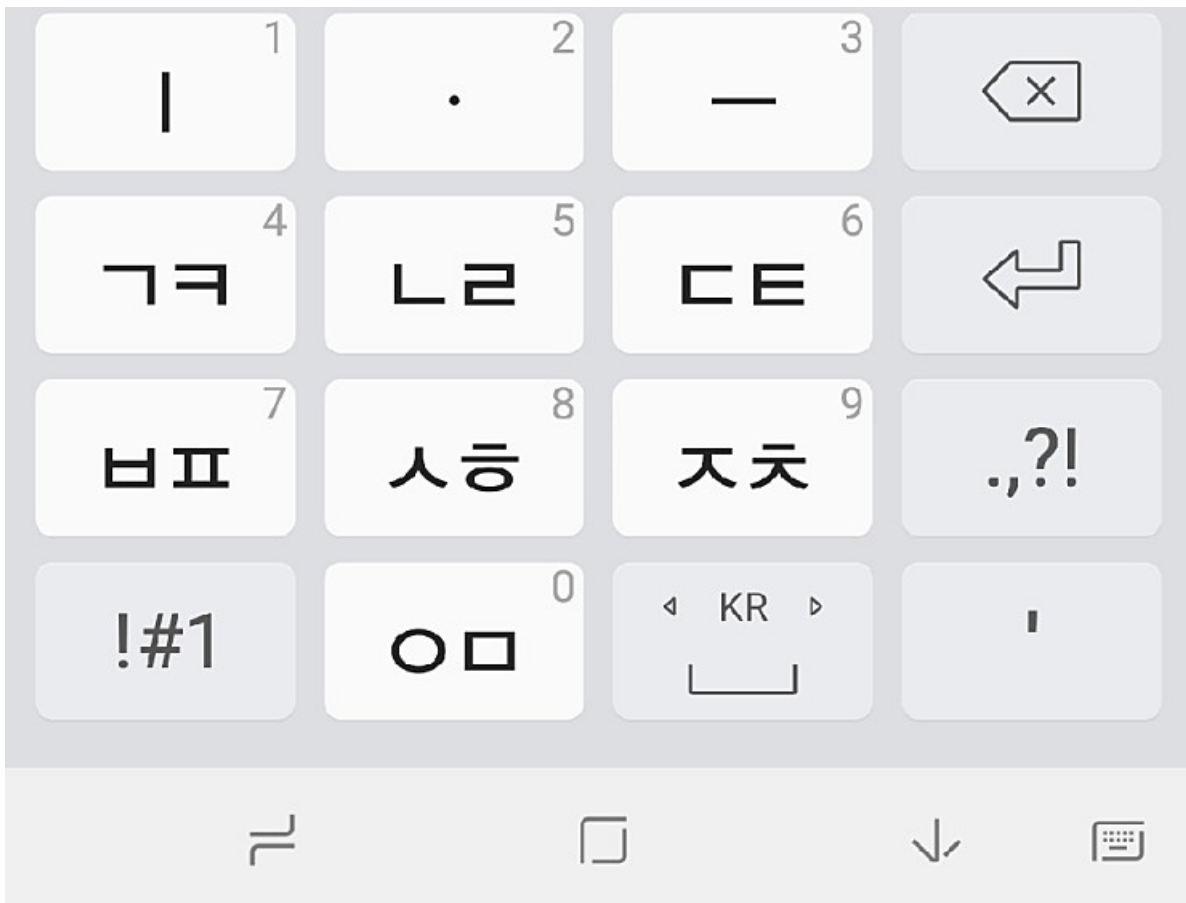 1 2 3
ㅣ · ㅡ
4 5 6
ㄱㅋ ㄴㄹ ㄷㅌ
7 8 9
ㅂㅍ ㅅㅎ ㅈㅊ .,?!
0
!#1 ㅇㅁ KR '